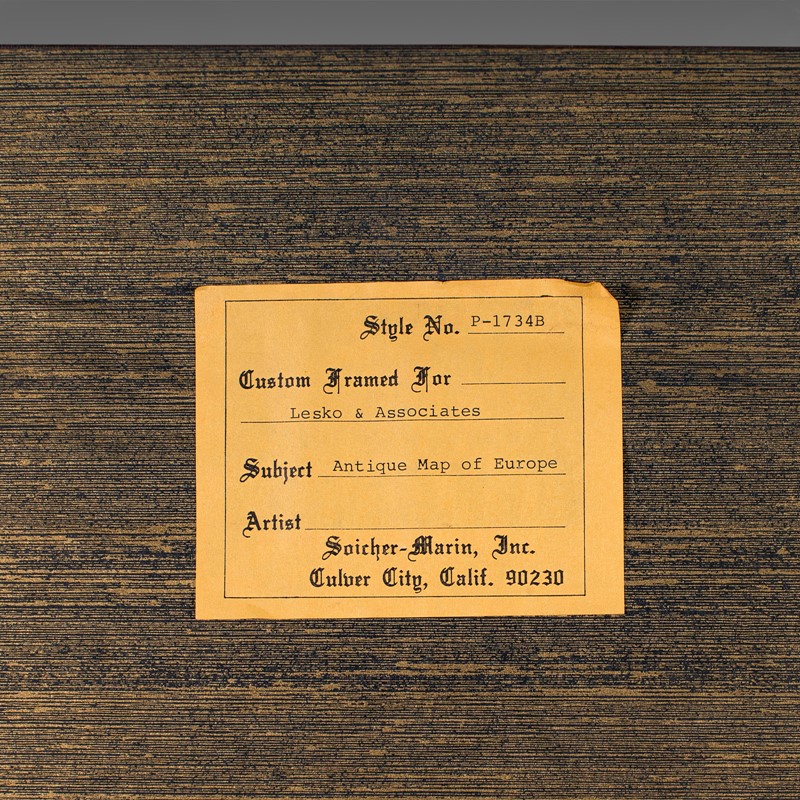 Style No. P-1734B
Custom Framed For
Lesko & Associates
Subject Antique Map of Europe
Artist
Soicher-Marin, Inc.
Culver City, Calif. 90230